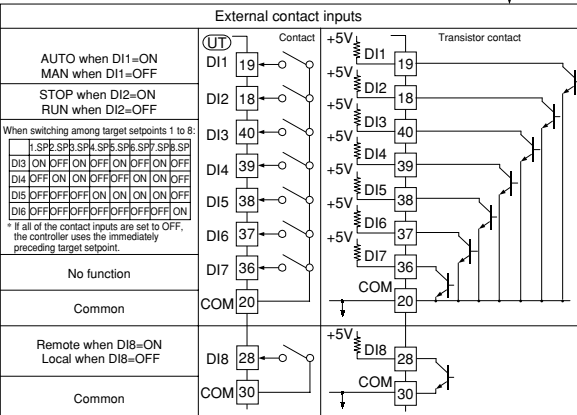 External contact inputs
AUTO when DI1=ON
MAN when DI1=OFF
STOP when DI2=ON
RUN when DI2=OFF
When switching among target setpoints 1 to 8:
1.SP 2.SP 3.SP 4.SP 5.SP 6.SP 7.SP 8.SP
DI3 ON OFF ON OFF ON OFF ON OFF
DI4 OFF ON ON OFF OFF ON ON OFF
DI5 OFF OFF OFF ON ON ON ON OFF
DI6 OFF OFF OFF OFF OFF OFF OFF ON
* If all of the contact inputs are set to OFF,
the controller uses the immediately
preceding target setpoint.
No function
Common
Remote when DI8=ON
Local when DI8=OFF
Common
UT Contact
DI1 19
DI2 18
DI3 40
DI4 39
DI5 38
DI6 37
DI7 36
COM 20
DI8 28
COM 30
Transistor contact
+5V DI1 19
+5V DI2 18
+5V DI3 40
+5V DI4 39
+5V DI5 38
+5V DI6 37
+5V DI7 36
COM 20
+5V DI8 28
COM 30